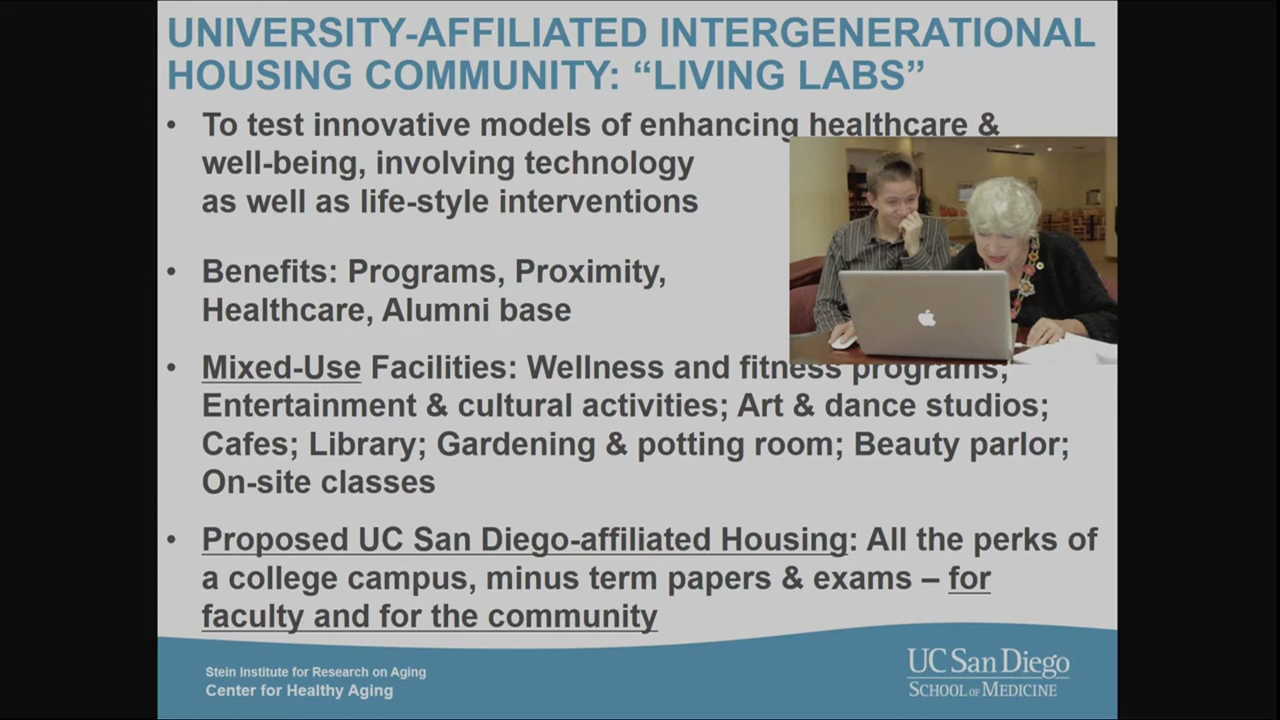 UNIVERSITY-AFFILIATED INTERGENERATIONAL
HOUSING COMMUNITY: “LIVING LABS”
• To test innovative models of enhancing healthcare &
well-being, involving technology
as well as life-style interventions
• Benefits: Programs, Proximity,
Healthcare, Alumni base
• Mixed-Use Facilities: Wellness and fitness programs;
Entertainment & cultural activities; Art & dance studios;
Cafes; Library; Gardening & potting room; Beauty parlor;
On-site classes
• Proposed UC San Diego-affiliated Housing: All the perks of
a college campus, minus term papers & exams – for
faculty and for the community
Stein Institute for Research on Aging
Center for Healthy Aging
UC San Diego
SCHOOL OF MEDICINE